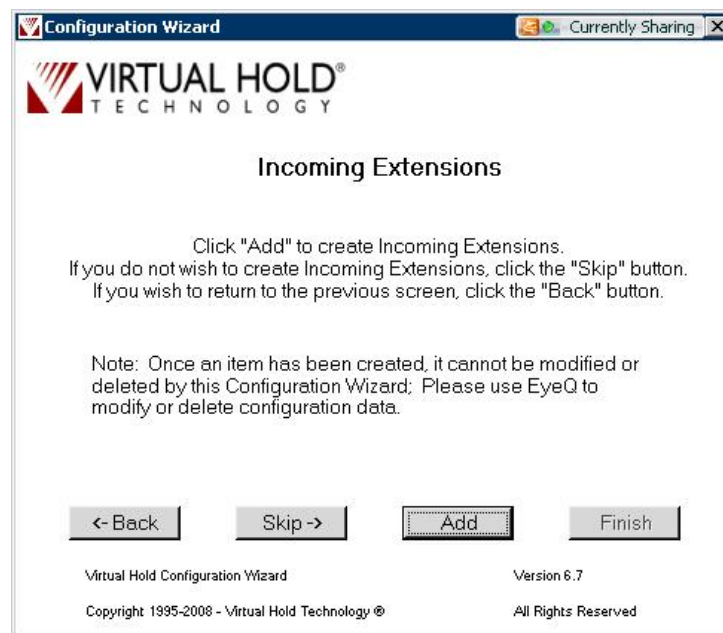 Configuration Wizard
Currently Sharing
VIRTUAL HOLD®
TECHNOLOGY
Incoming Extensions
Click "Add" to create Incoming Extensions.
If you do not wish to create Incoming Extensions, click the "Skip" button.
If you wish to return to the previous screen, click the "Back" button.
Note: Once an item has been created, it cannot be modified or
deleted by this Configuration Wizard; Please use EyeQ to
modify or delete configuration data.
<- Back Skip -> Add Finish
Virtual Hold Configuration Wizard Version 6.7
Copyright 1995-2008 - Virtual Hold Technology ® All Rights Reserved